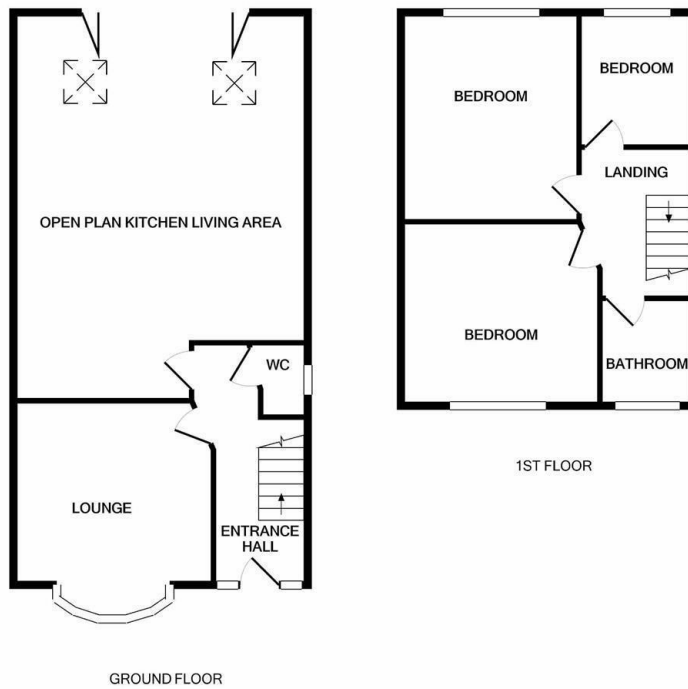 OPEN PLAN KITCHEN LIVING AREA
WC
LOUNGE
ENTRANCE
HALL
GROUND FLOOR
BEDROOM
BEDROOM
LANDING
BEDROOM
BATHROOM
1ST FLOOR